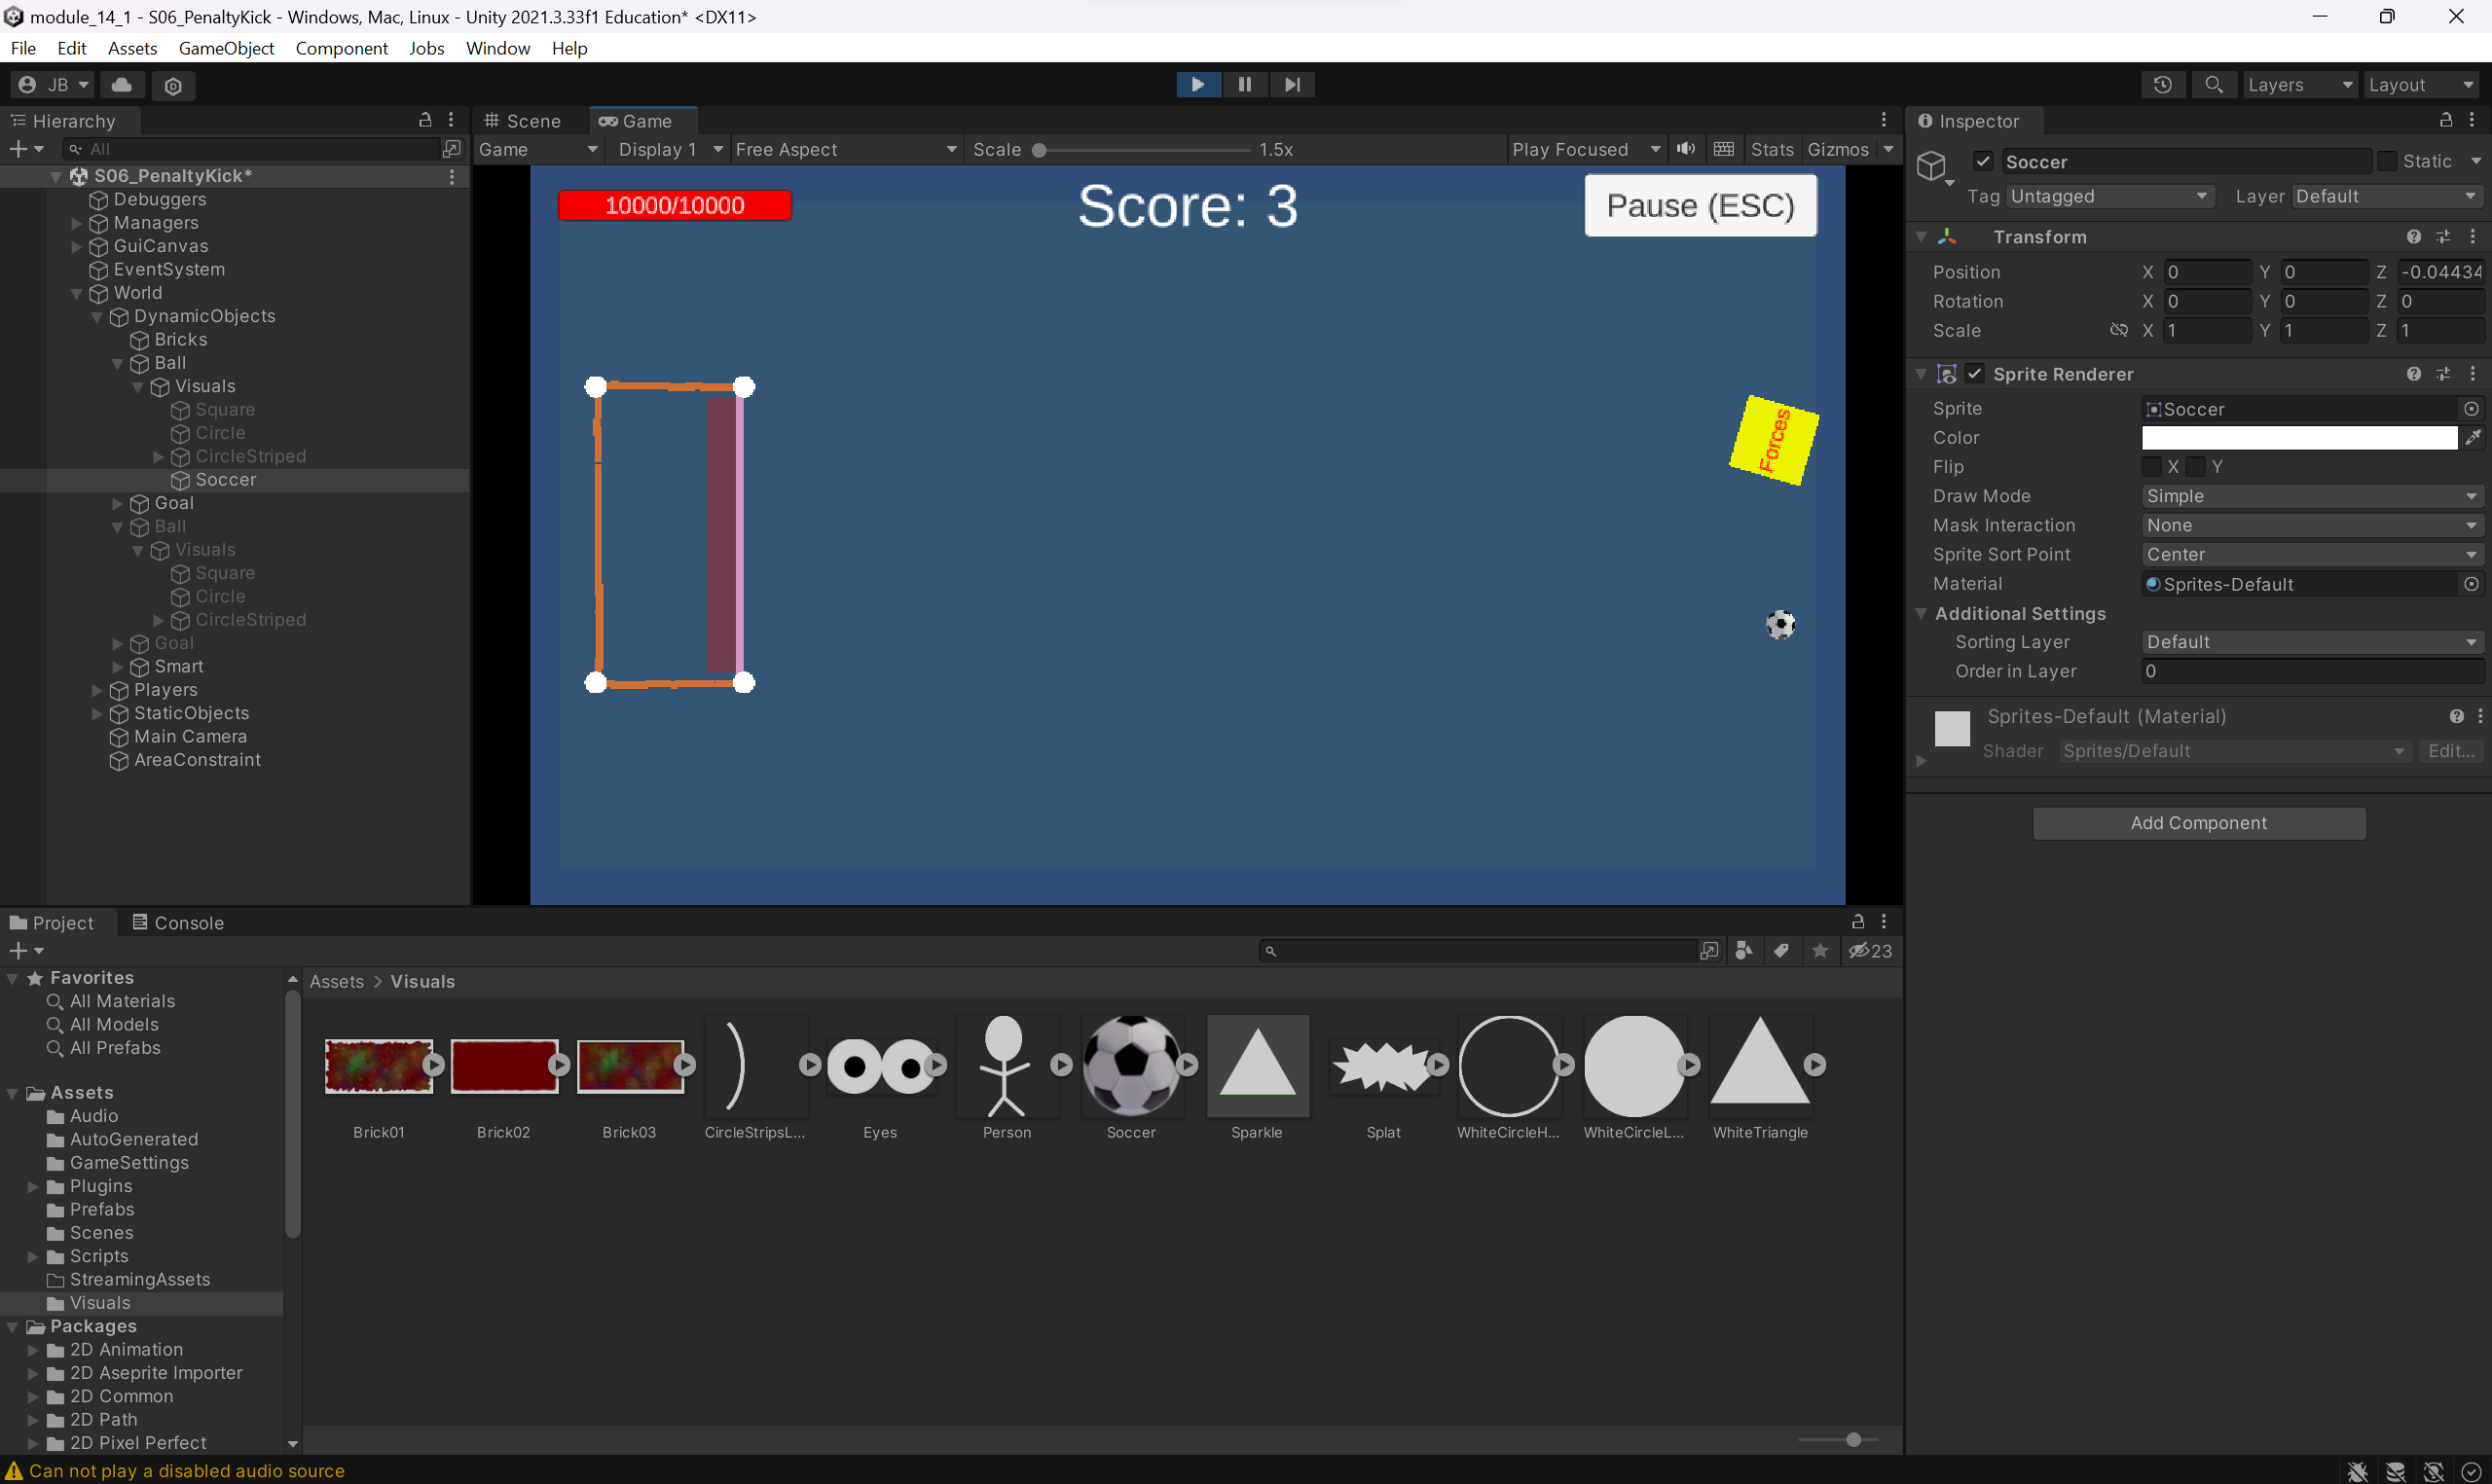 module_14_1 - S06_PenaltyKick - Windows, Mac, Linux - Unity 2021.3.33f1 Education* <DX11>
File Edit Assets GameObject Component Jobs Window Help
JB
Layers Layout
Hierarchy
All
S06_PenaltyKick*
Debuggers
Managers
GuiCanvas
EventSystem
World
DynamicObjects
Bricks
Ball
Visuals
Square
Circle
CircleStriped
Soccer
Goal
Ball
Visuals
Square
Circle
CircleStriped
Goal
Smart
Players
StaticObjects
Main Camera
AreaConstraint
Scene Game
Game Display 1 Free Aspect Scale 1.5x Play Focused Stats Gizmos
10000/10000 Score: 3 Pause (ESC)
Forces
Inspector
Soccer Static
Tag Untagged Layer Default
Transform
Position X 0 Y 0 Z -0.04434
Rotation X 0 Y 0 Z 0
Scale X 1 Y 1 Z 1
Sprite Renderer
Sprite Soccer
Color
Flip X Y
Draw Mode Simple
Mask Interaction None
Sprite Sort Point Center
Material Sprites-Default
Additional Settings
Sorting Layer Default
Order in Layer 0
Sprites-Default (Material)
Shader Sprites/Default Edit...
Add Component
Project Console
23
Favorites
All Materials
All Models
All Prefabs
Assets
Audio
AutoGenerated
GameSettings
Plugins
Prefabs
Scenes
Scripts
StreamingAssets
Visuals
Packages
2D Animation
2D Aseprite Importer
2D Common
2D Path
2D Pixel Perfect
Assets > Visuals
Brick01 Brick02 Brick03 CircleStripsL... Eyes Person Soccer Sparkle Splat WhiteCircleH... WhiteCircleL... WhiteTriangle
Can not play a disabled audio source